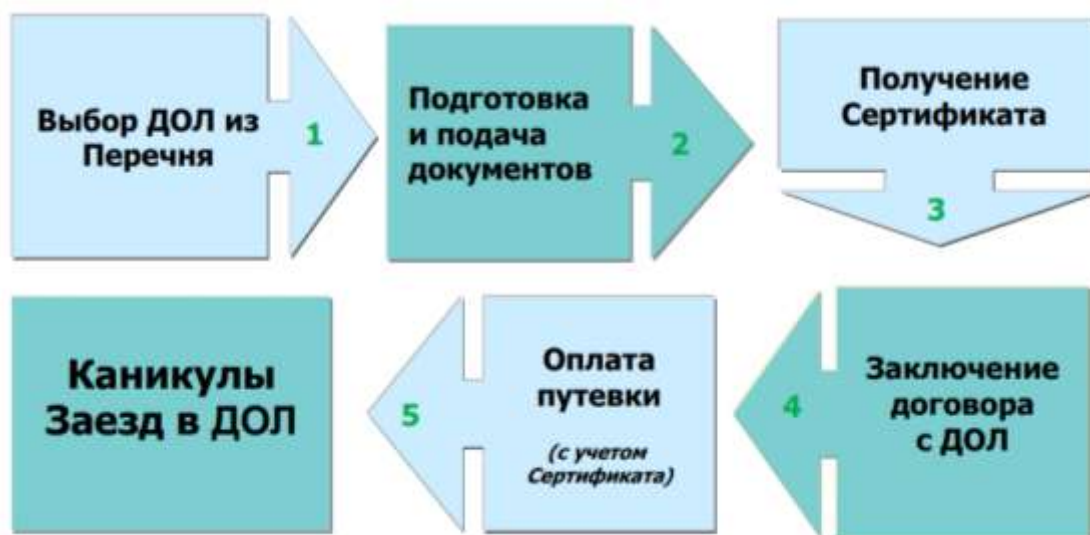 Выбор ДОЛ из
Перечня
1
Подготовка
и подача
документов
2
Получение
Сертификата
3
Заключение
договора
с ДОЛ
4
Оплата
путевки
(с учетом
Сертификата)
5
Каникулы
Заезд в ДОЛ